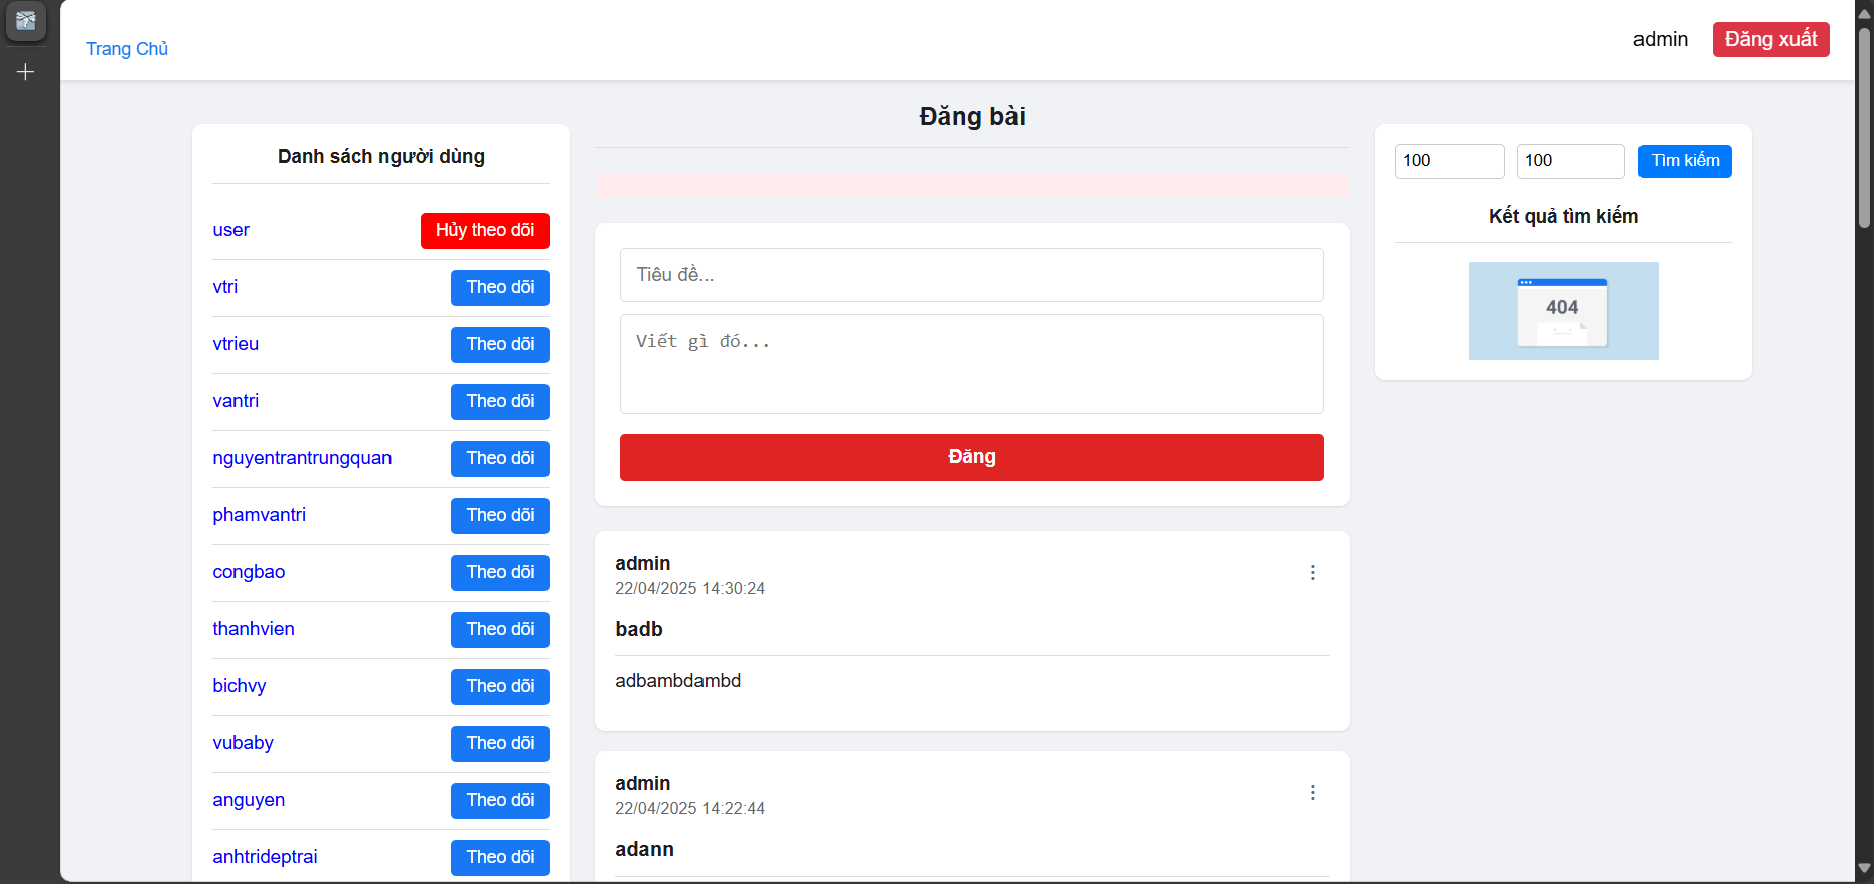 Trang Chủ
admin
Đăng xuất
Danh sách người dùng
user
Hủy theo dõi
vtri
Theo dõi
vtrieu
Theo dõi
vantri
Theo dõi
nguyentrantrungquan
Theo dõi
phamvantri
Theo dõi
congbao
Theo dõi
thanhvien
Theo dõi
bichvy
Theo dõi
vubaby
Theo dõi
anguyen
Theo dõi
anhtrideptrai
Theo dõi
Đăng bài
Tiêu đề...
Viết gì đó...
Đăng
admin
22/04/2025 14:30:24
badb
adbambdambd
admin
22/04/2025 14:22:44
adann
100
100
Tìm kiếm
Kết quả tìm kiếm
404